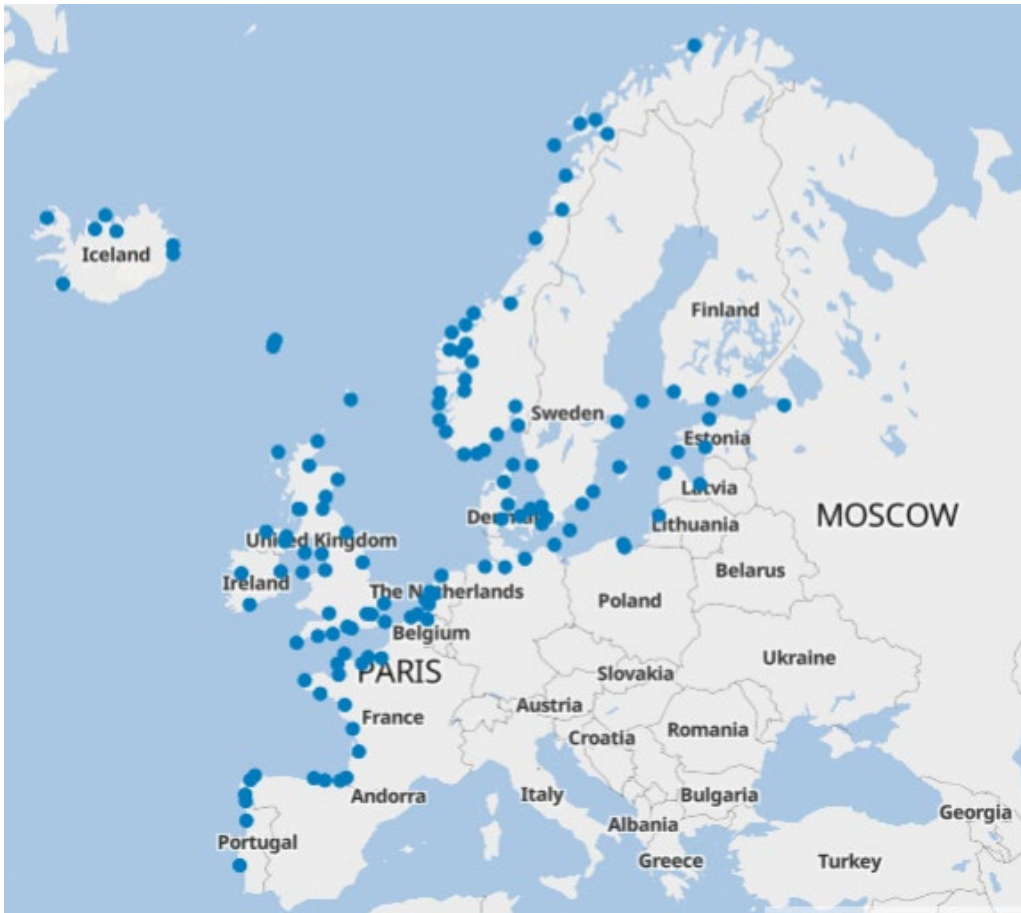 Iceland
Finland
Sweden
Estonia
Latvia
Denmark
Lithuania
MOSCOW
United Kingdom
Ireland
Belarus
The Netherlands
Poland
Belgium
Ukraine
PARIS
Slovakia
Austria
France
Romania
Croatia
Andorra
Italy
Bulgaria
Georgia
Albania
Portugal
Greece
Turkey